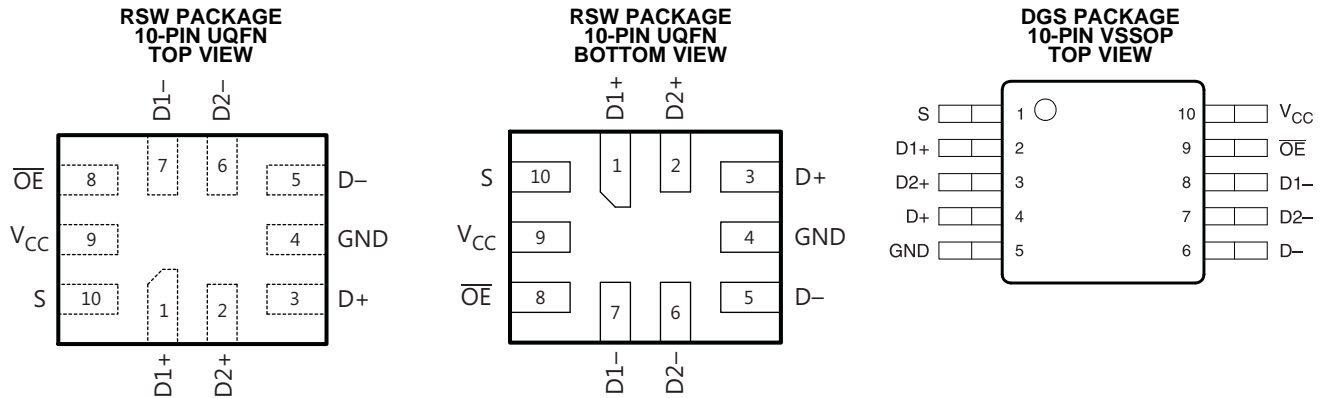 RSW PACKAGE
10-PIN UQFN
TOP VIEW
D1–
D2–
7
6
O̅E̅
8
5
D–
VCC
9
4
GND
S
10
1
2
3
D+
D1+
D2+
RSW PACKAGE
10-PIN UQFN
BOTTOM VIEW
D1+
D2+
S
10
1
2
3
D+
VCC
9
4
GND
O̅E̅
8
7
6
5
D–
D1–
D2–
DGS PACKAGE
10-PIN VSSOP
TOP VIEW
S
1
10
VCC
D1+
2
9
O̅E̅
D2+
3
8
D1–
D+
4
7
D2–
GND
5
6
D–